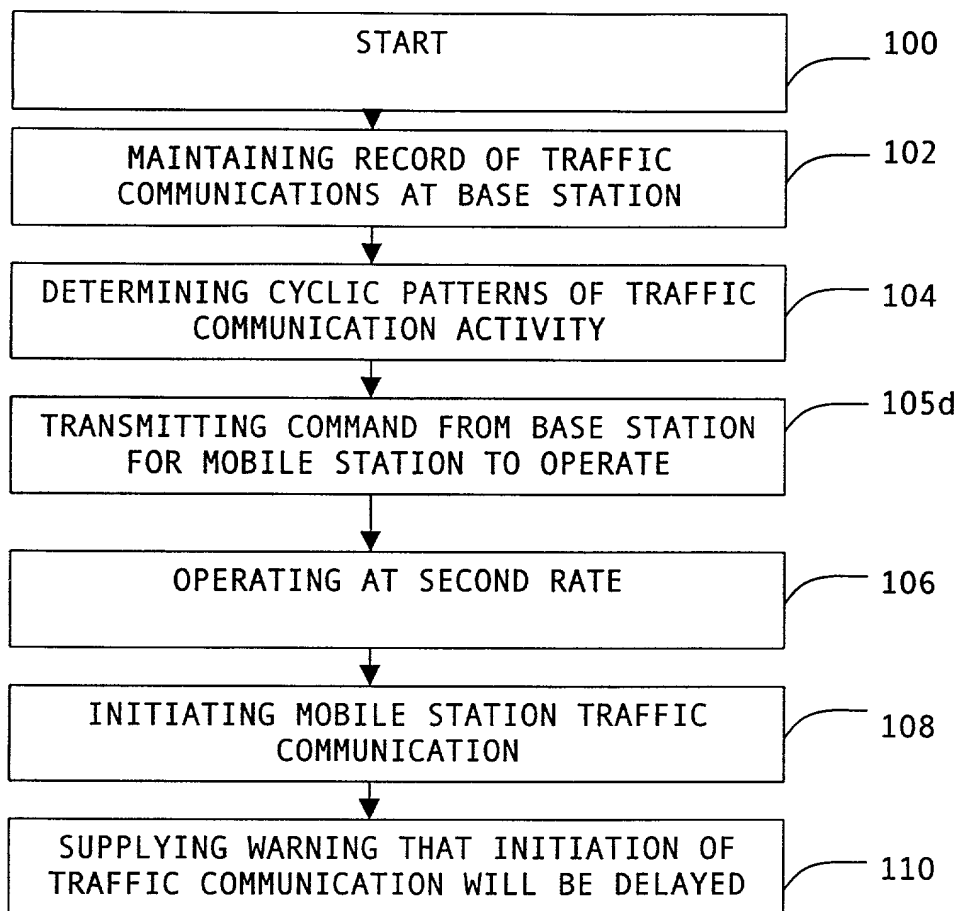 START
100
MAINTAINING RECORD OF TRAFFIC
COMMUNICATIONS AT BASE STATION
102
DETERMINING CYCLIC PATTERNS OF TRAFFIC
COMMUNICATION ACTIVITY
104
TRANSMITTING COMMAND FROM BASE STATION
FOR MOBILE STATION TO OPERATE
105d
OPERATING AT SECOND RATE
106
INITIATING MOBILE STATION TRAFFIC
COMMUNICATION
108
SUPPLYING WARNING THAT INITIATION OF
TRAFFIC COMMUNICATION WILL BE DELAYED
110